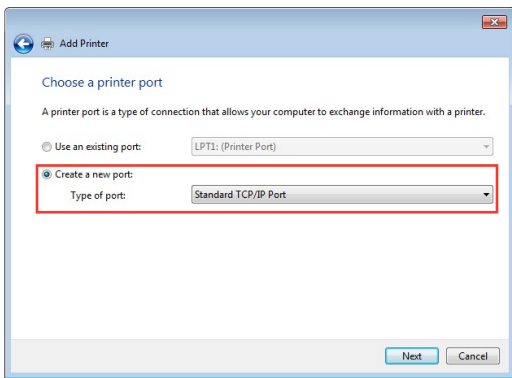 Add Printer
Choose a printer port
A printer port is a type of connection that allows your computer to exchange information with a printer.
Use an existing port: LPT1: (Printer Port)
Create a new port:
Type of port: Standard TCP/IP Port
Next Cancel